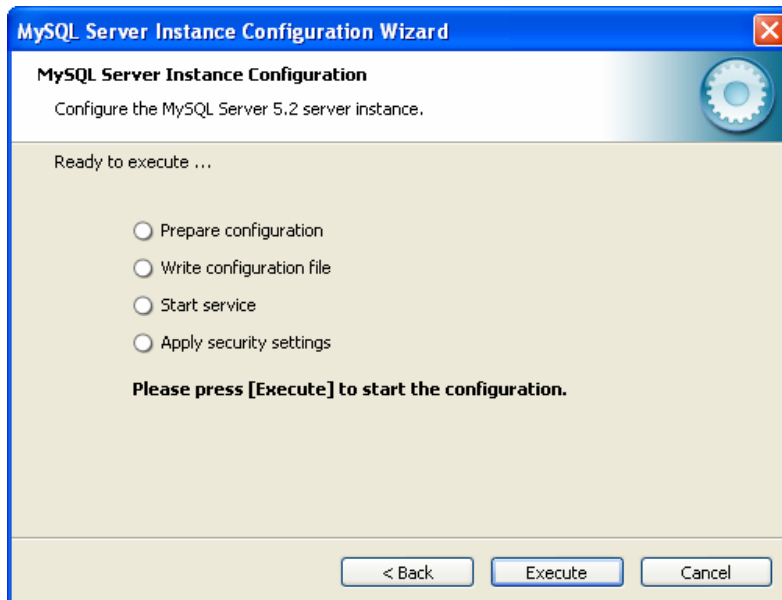 MySQL Server Instance Configuration Wizard
MySQL Server Instance Configuration
Configure the MySQL Server 5.2 server instance.
Ready to execute ...
Prepare configuration
Write configuration file
Start service
Apply security settings
Please press [Execute] to start the configuration.
< Back Execute Cancel